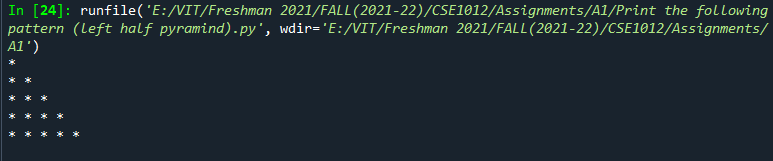 In [24]: runfile('E:/VIT/Freshman 2021/FALL(2021-22)/CSE1012/Assignments/A1/Print the following
pattern (left half pyramind).py', wdir='E:/VIT/Freshman 2021/FALL(2021-22)/CSE1012/Assignments/
A1')
*
* *
* * *
* * * *
* * * * *